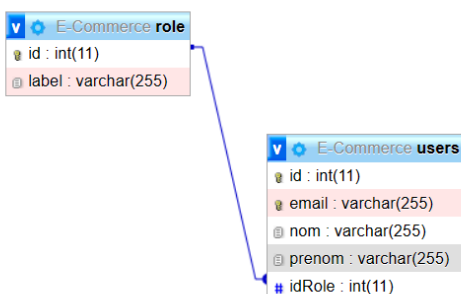 v E-Commerce role
id : int(11)
label : varchar(255)
v E-Commerce users
id : int(11)
email : varchar(255)
nom : varchar(255)
prenom : varchar(255)
# idRole : int(11)